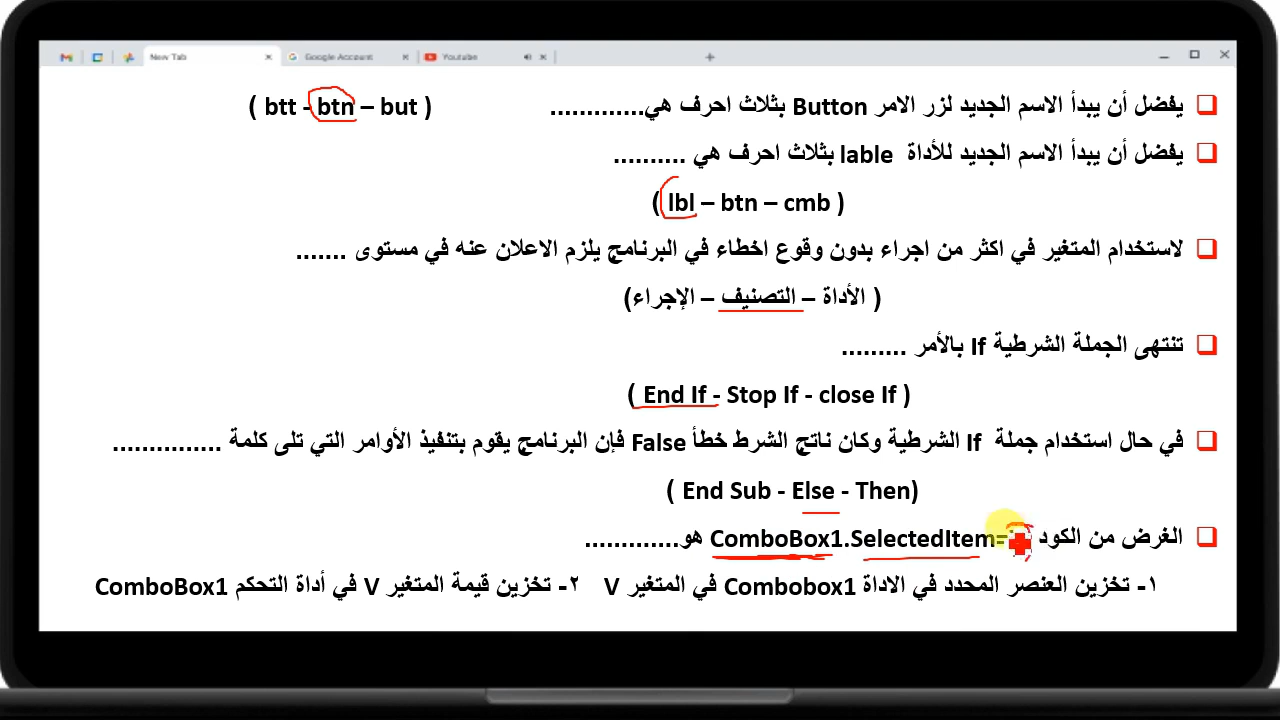 New Tab Google Account Youtube
يفضل أن يبدأ الاسم الجديد لزر الامر Button بثلاث احرف هي............. ( btt - btn – but )
يفضل أن يبدأ الاسم الجديد للأداة lable بثلاث احرف هي ..........
( lbl – btn – cmb )
لاستخدام المتغير في اكثر من اجراء بدون وقوع اخطاء في البرنامج يلزم الاعلان عنه في مستوى .......
( الأداة – التصنيف – الإجراء)
تنتهى الجملة الشرطية If بالأمر .........
( End If - Stop If - close If )
في حال استخدام جملة If الشرطية وكان ناتج الشرط خطأ False فإن البرنامج يقوم بتنفيذ الأوامر التي تلى كلمة ...............
( End Sub - Else - Then)
الغرض من الكود ComboBox1.SelectedItem= هو.............
١- تخزين العنصر المحدد في الاداة Combobox1 في المتغير V ٢- تخزين قيمة المتغير V في أداة التحكم ComboBox1